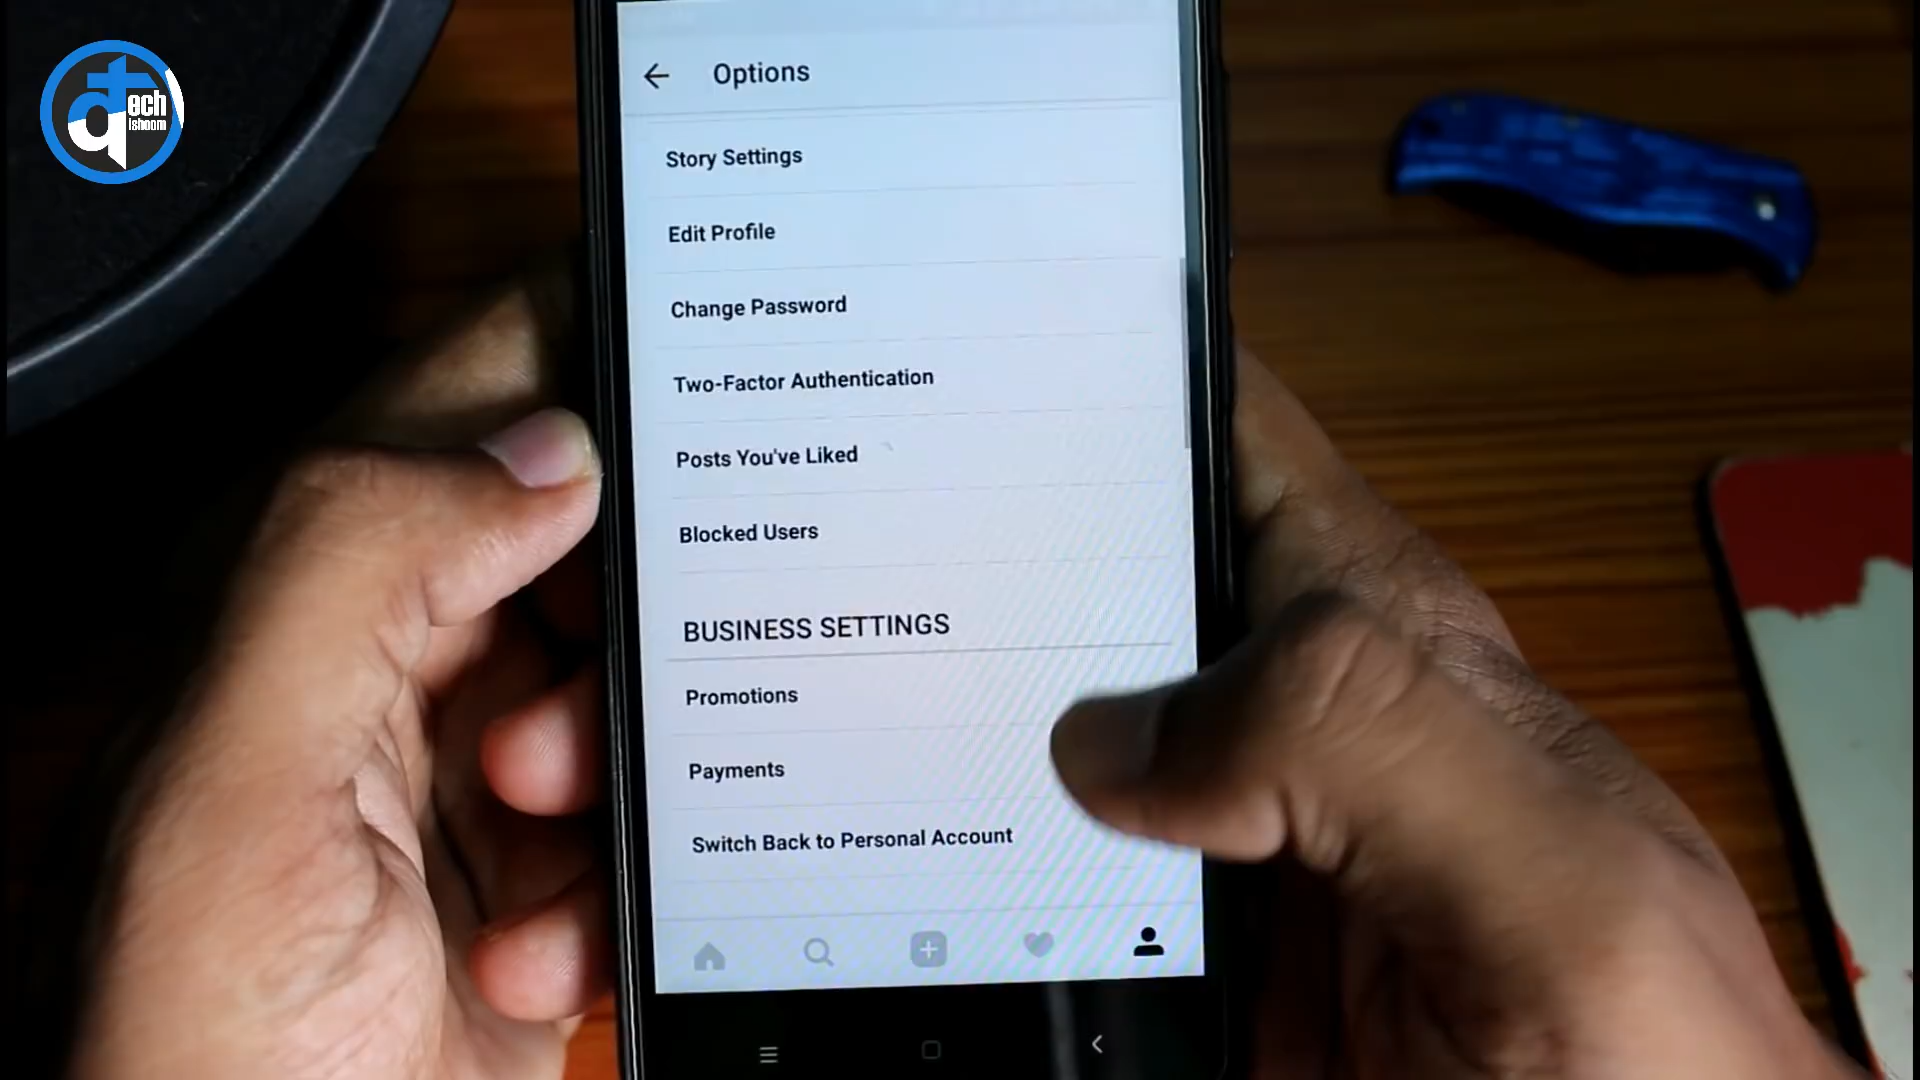 ech
ishoom
Options
Story Settings
Edit Profile
Change Password
Two-Factor Authentication
Posts You've Liked
Blocked Users
BUSINESS SETTINGS
Promotions
Payments
Switch Back to Personal Account